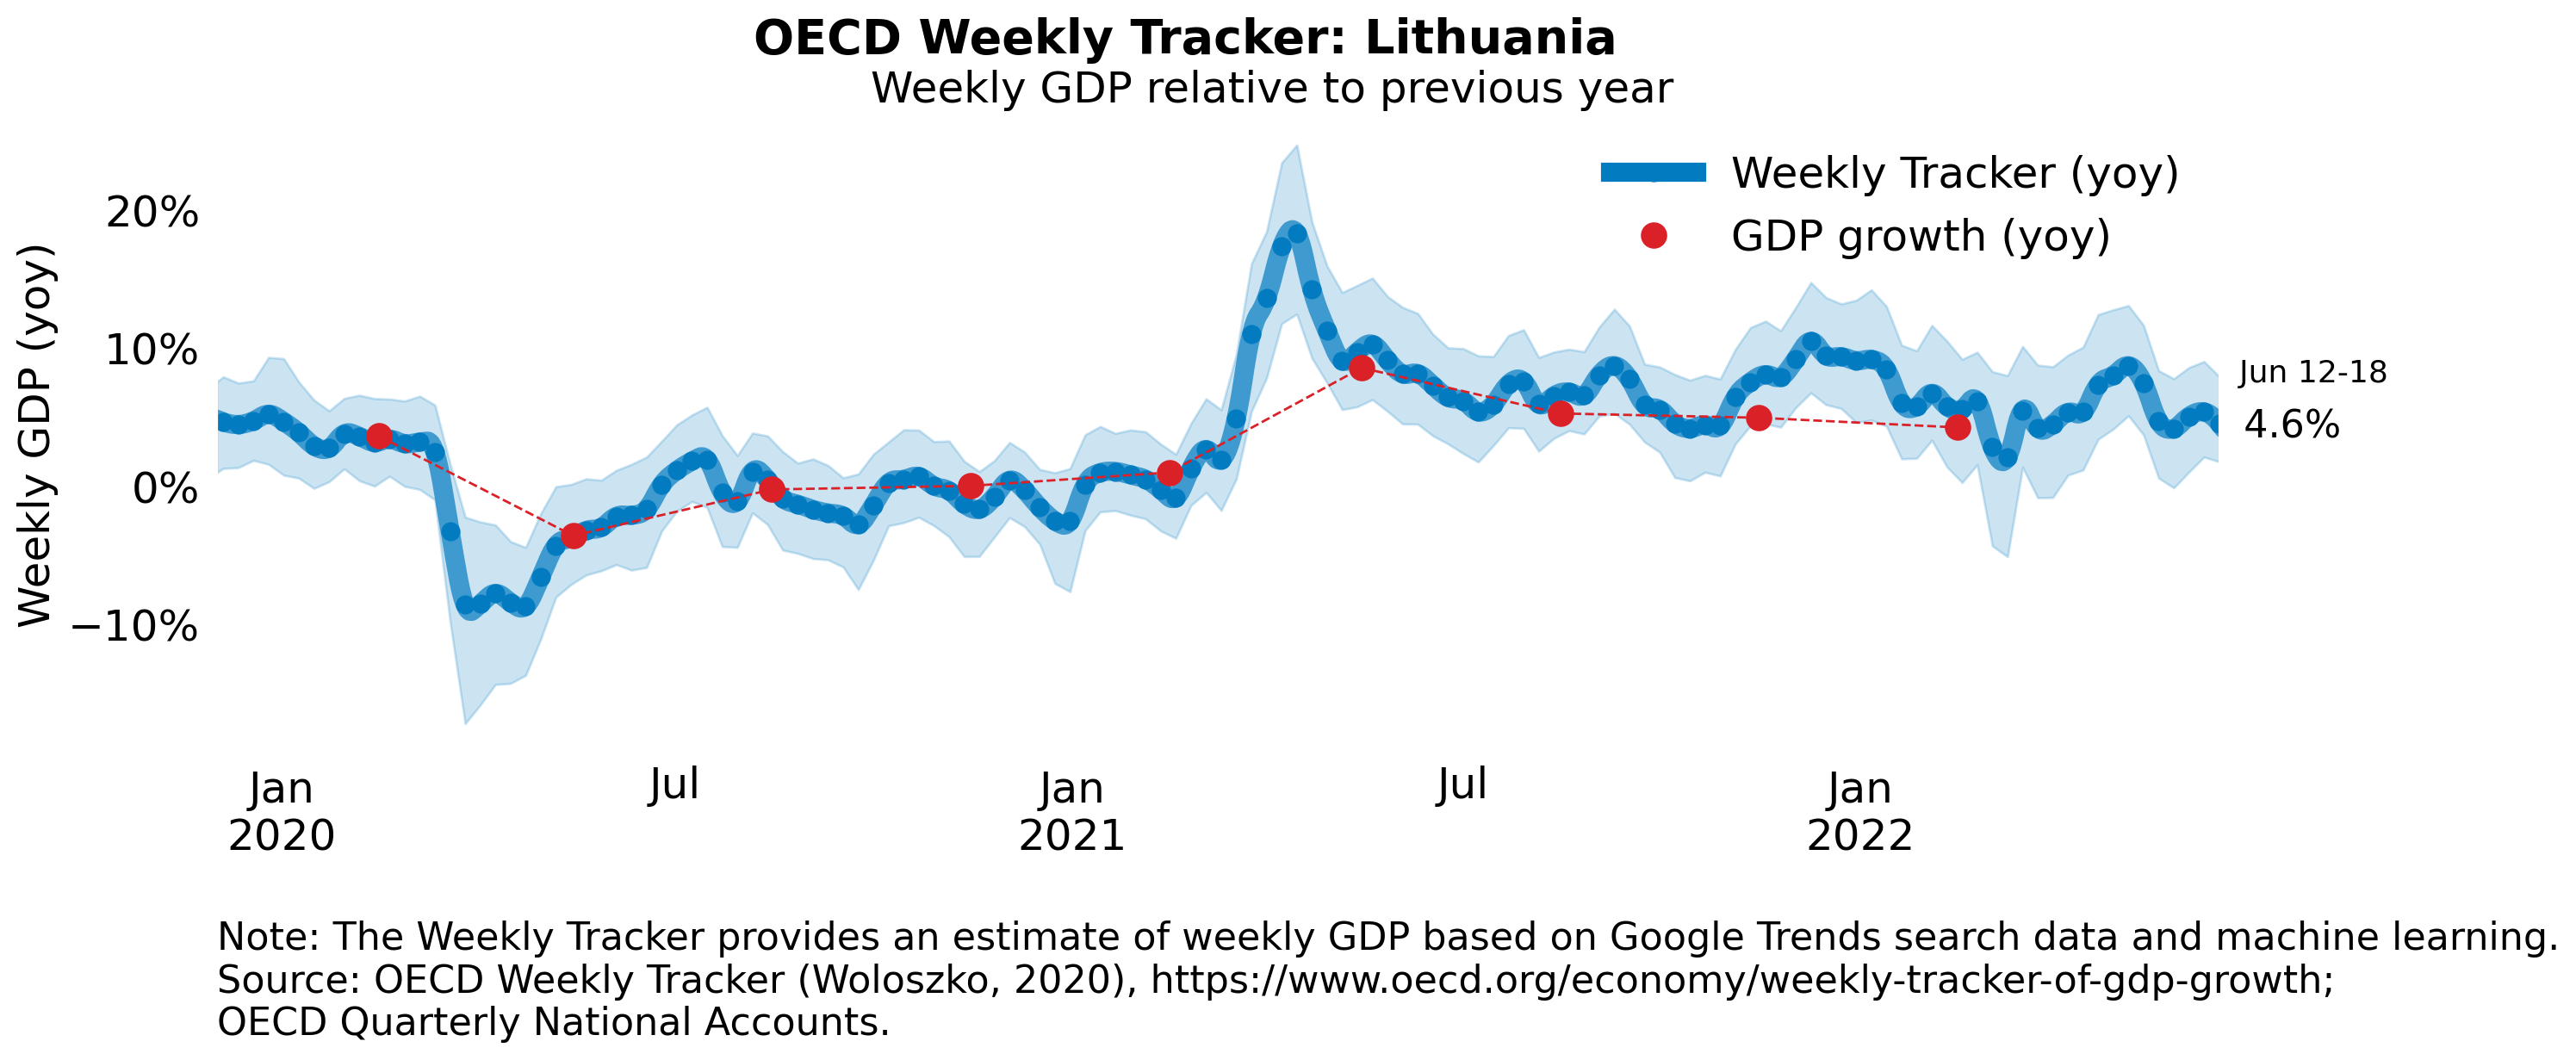 OECD Weekly Tracker: Lithuania
Weekly GDP relative to previous year
Weekly Tracker (yoy)
GDP growth (yoy)
Weekly GDP (yoy)
20%
10%
0%
−10%
Jun 12-18
4.6%
Jan
2020
Jul
Jan
2021
Jul
Jan
2022
Note: The Weekly Tracker provides an estimate of weekly GDP based on Google Trends search data and machine learning.
Source: OECD Weekly Tracker (Woloszko, 2020), https://www.oecd.org/economy/weekly-tracker-of-gdp-growth;
OECD Quarterly National Accounts.